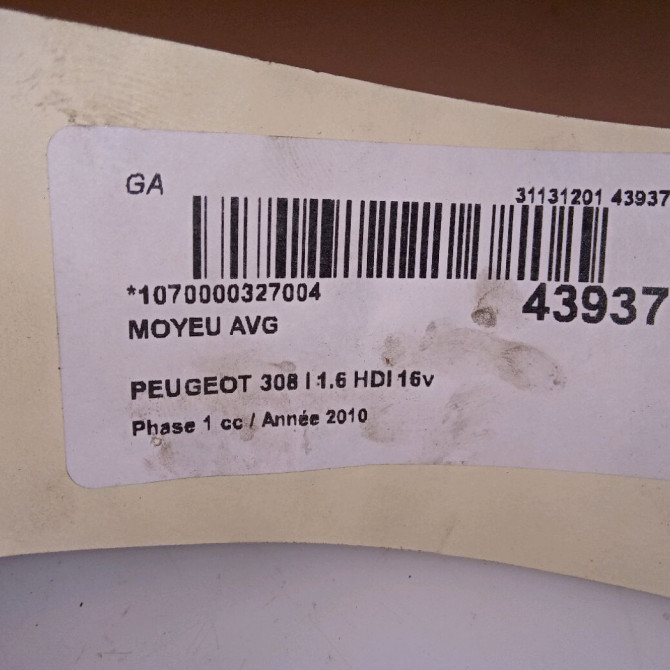 GA
31131201 43937
*1070000327004
43937
MOYEU AVG
PEUGEOT 308 I 1.6 HDI 16v
Phase 1 cc / Année 2010